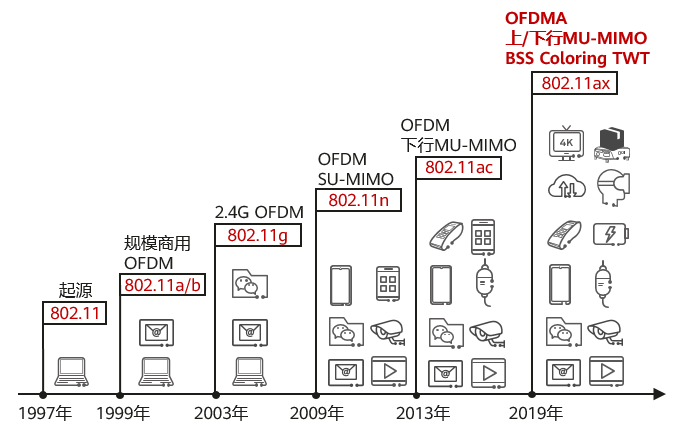 OFDMA
上/下行MU-MIMO
BSS Coloring TWT
802.11ax
4K
OFDM
下行MU-MIMO
802.11ac
OFDM
SU-MIMO
802.11n
2.4G OFDM
802.11g
规模商用
OFDM
802.11a/b
起源
802.11
@
@
@
@
@
1997年
1999年
2003年
2009年
2013年
2019年